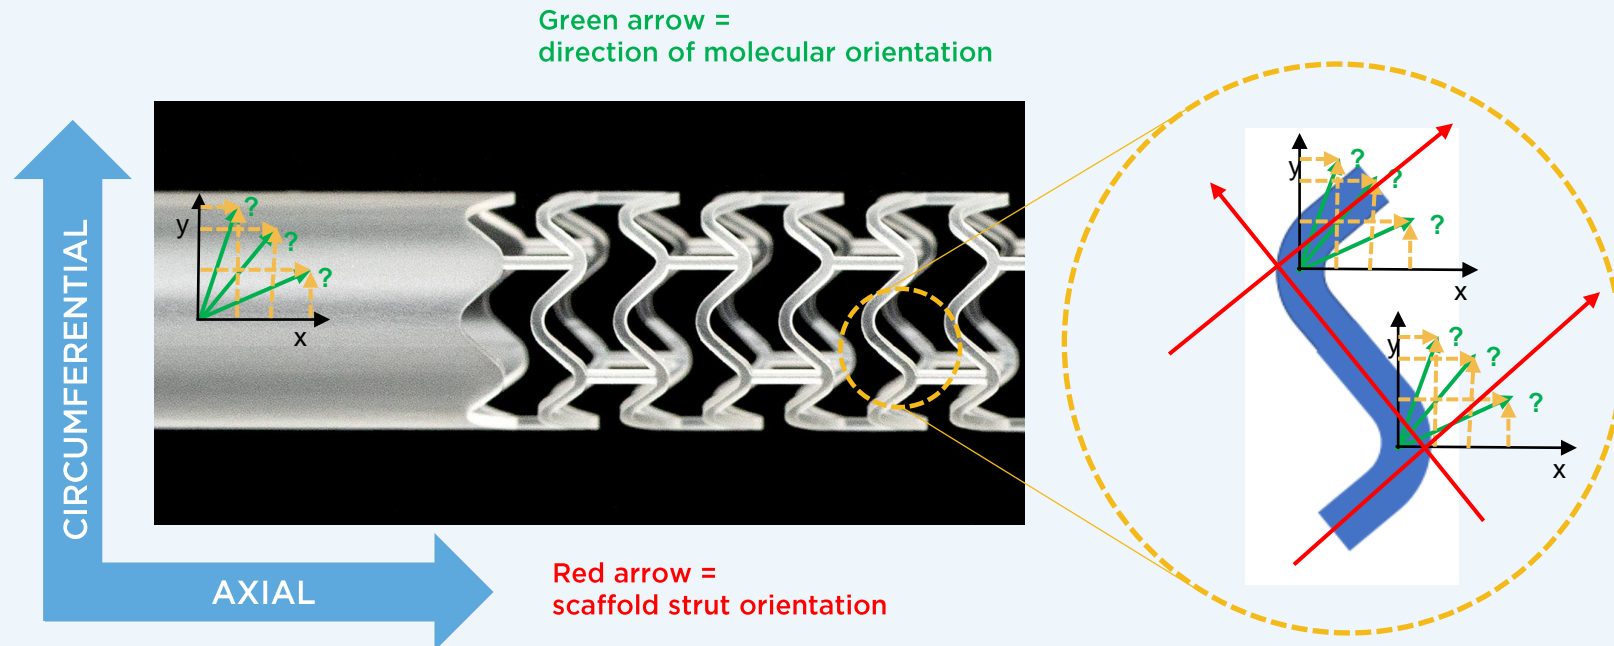 Green arrow =
direction of molecular orientation
CIRCUMFERENTIAL
AXIAL
y
?
?
?
x
y
?
?
?
x
y
?
?
?
x
Red arrow =
scaffold strut orientation